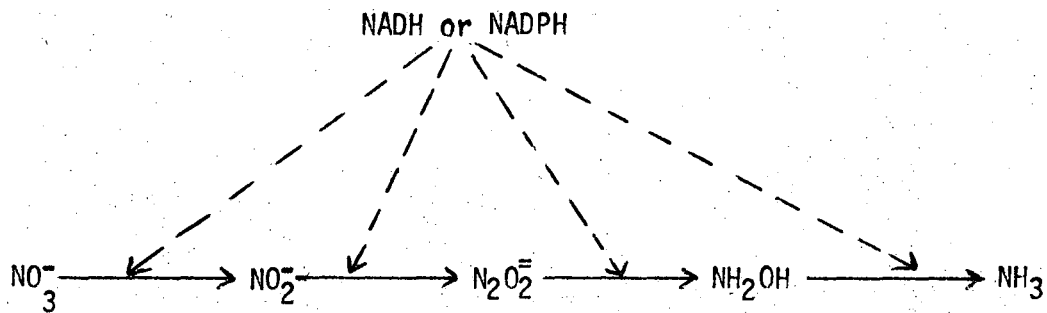 NADH or NADPH
NO₃⁻ NO₂⁻ N₂O₂⁼ NH₂OH NH₃